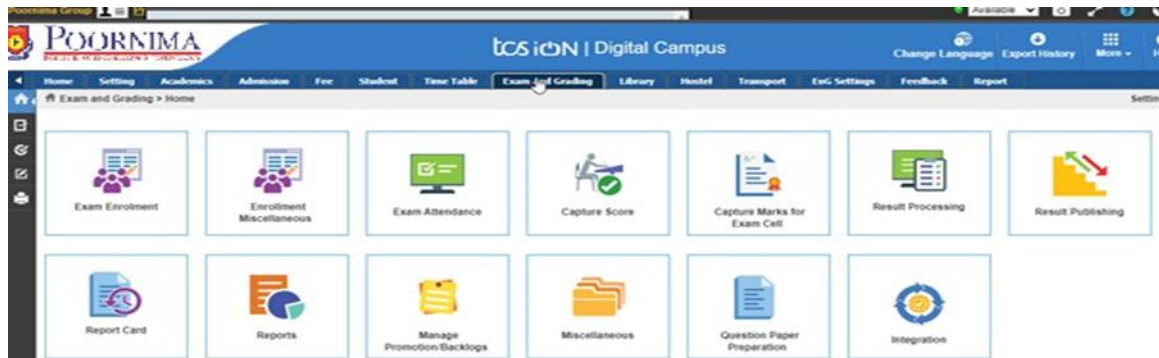 Poornima Group
Available
POORNIMA
tcs iON | Digital Campus
Change Language Export History More
Home Setting Academics Admission Fee Student Time Table Exam and Grading Library Hostel Transport EnG Settings Feedback Report
Exam and Grading > Home
Exam Enrolment
Enrollment
Miscellaneous
Exam Attendance
Capture Score
Capture Marks for
Exam Cell
Result Processing
Result Publishing
Report Card
Reports
Manage
Promotion/Backlogs
Miscellaneous
Question Paper
Preparation
Integration